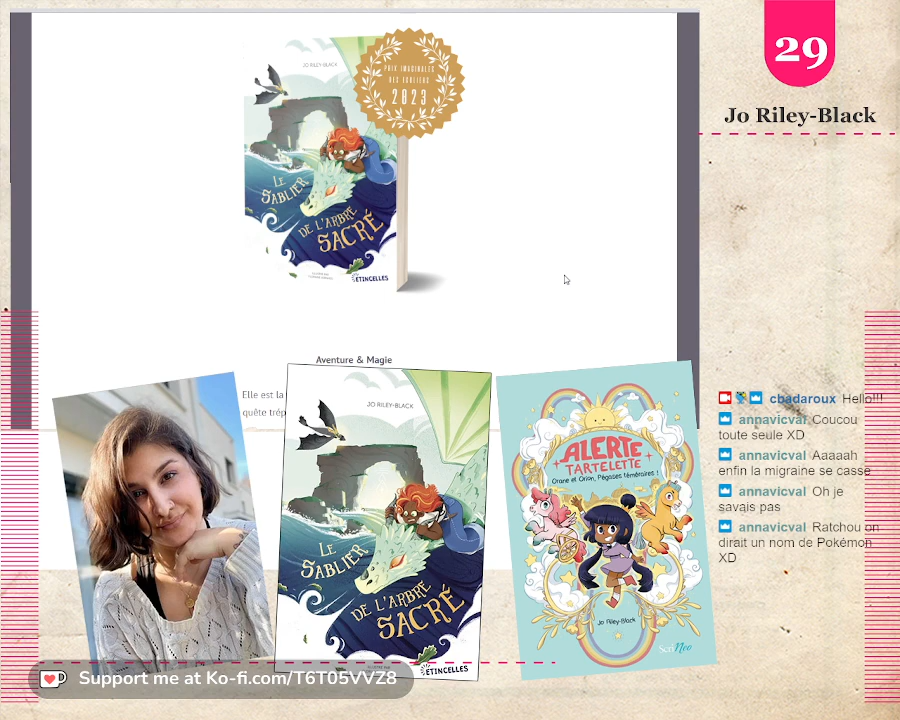 JO RILEY-BLACK
PRIX IMAGINALES
DES ECOLIERS
2023
LE
SABLIER
DE L'ARBRE
SACRÉ
ETINCELLES
Aventure & Magie
Elle est la
quête trép
JO RILEY-BLACK
LE
SABLIER
DE L'ARBRE
SACRÉ
ETINCELLES
ALERTE
TARTELETTE
Orane et Orion, Pégases téméraires !
Jo Riley-Black
ScriNeo
29
Jo Riley-Black
cbadaroux Hello!!!
annavicval Coucou
toute seule XD
annavicval Aaaaah
enfin la migraine se casse
annavicval Oh je
savais pas
annavicval Ratchou on
dirait un nom de Pokémon
XD
Support me at Ko-fi.com/T6T05VVZ8